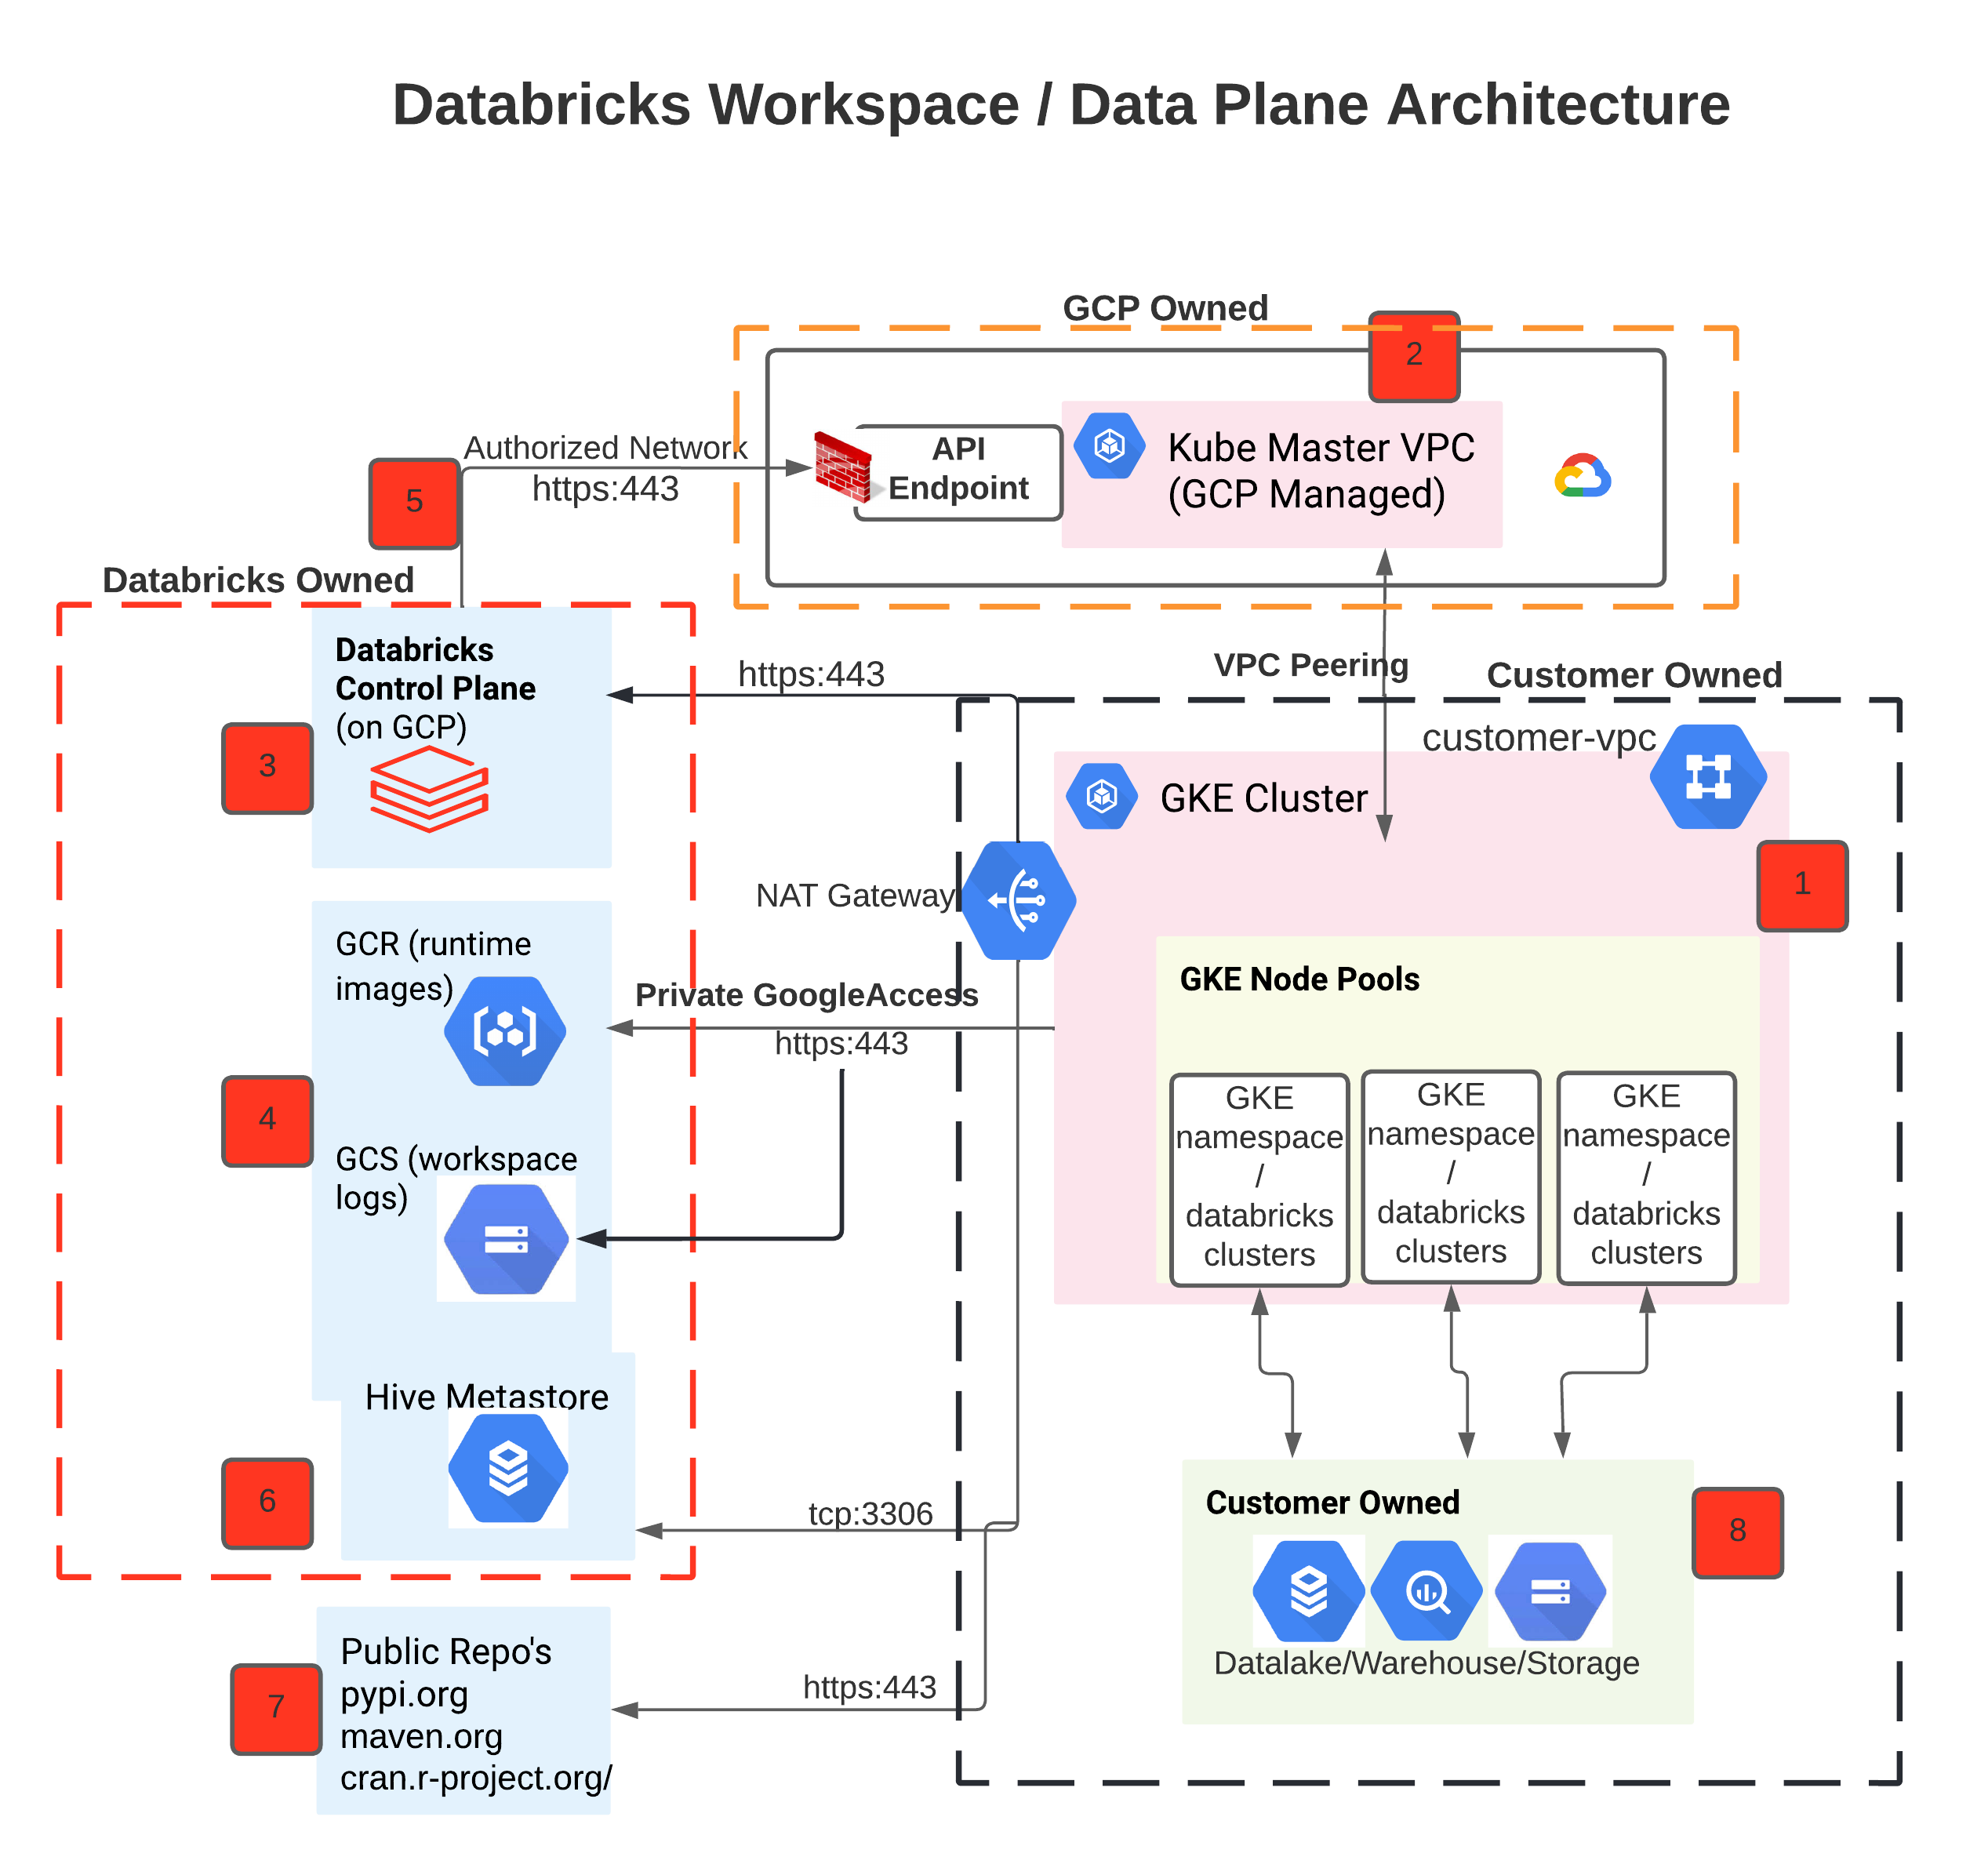 Databricks Workspace / Data Plane Architecture
GCP Owned
2
API
Endpoint
Kube Master VPC
(GCP Managed)
Authorized Network
https:443
5
Databricks Owned
Databricks
Control Plane
(on GCP)
3
https:443
VPC Peering
Customer Owned
customer-vpc
GKE Cluster
1
NAT Gateway
GCR (runtime
images)
Private GoogleAccess
https:443
4
GCS (workspace
logs)
GKE Node Pools
GKE
namespace
/
databricks
clusters
GKE
namespace
/
databricks
clusters
GKE
namespace
/
databricks
clusters
Hive Metastore
6
tcp:3306
Customer Owned
8
Datalake/Warehouse/Storage
7
Public Repo's
pypi.org
maven.org
cran.r-project.org/
https:443